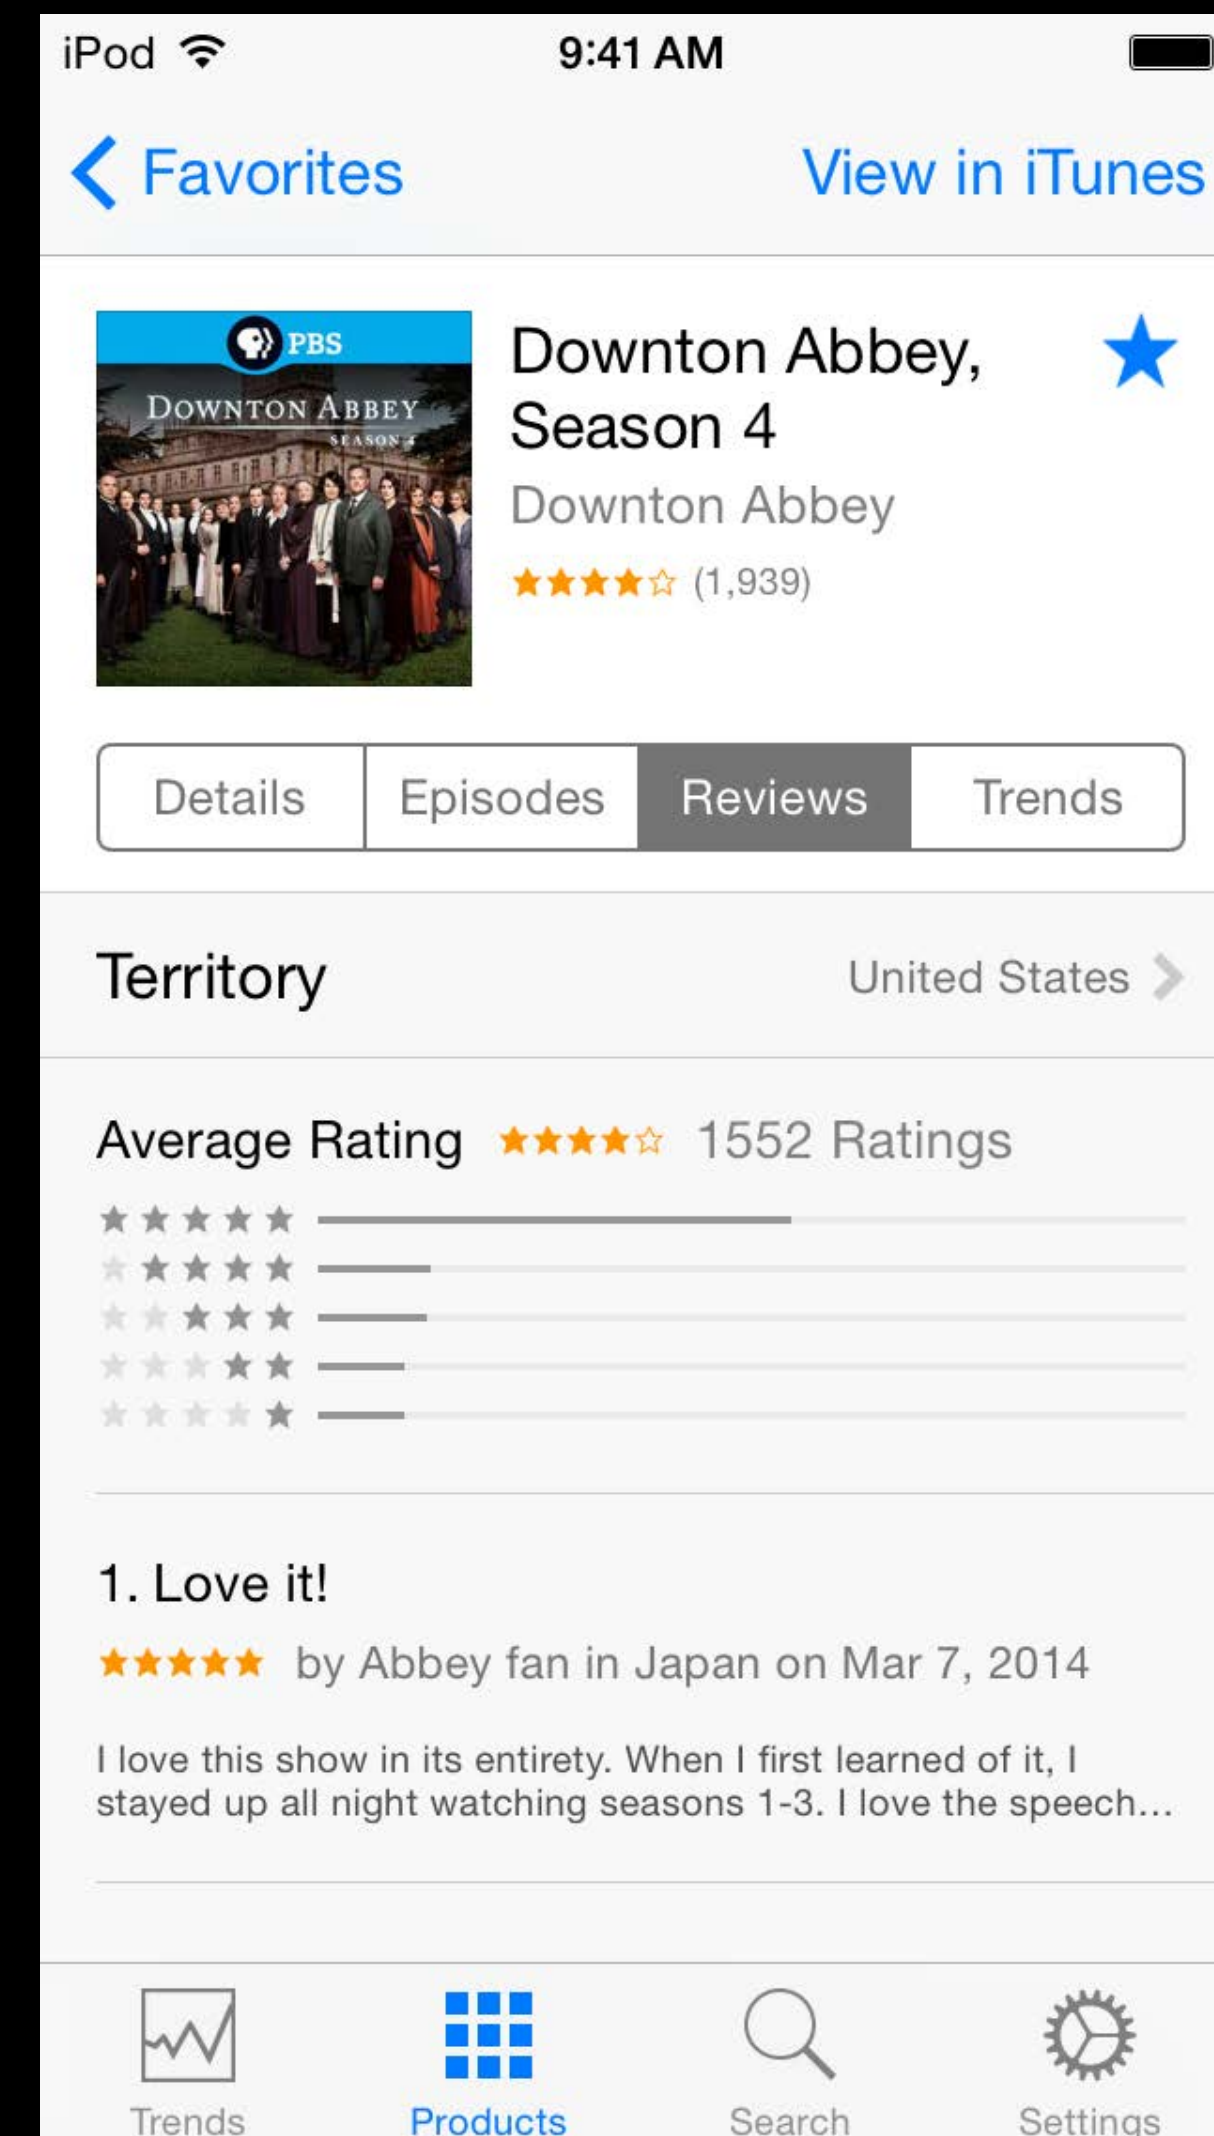 iPod 9:41 AM
Favorites View in iTunes
PBS
DOWNTON ABBEY
SEASON 4
Downton Abbey,
Season 4
Downton Abbey
(1,939)
Details Episodes Reviews Trends
Territory United States
Average Rating 1552 Ratings
1. Love it!
by Abbey fan in Japan on Mar 7, 2014
I love this show in its entirety. When I first learned of it, I
stayed up all night watching seasons 1-3. I love the speech...
Trends Products Search Settings